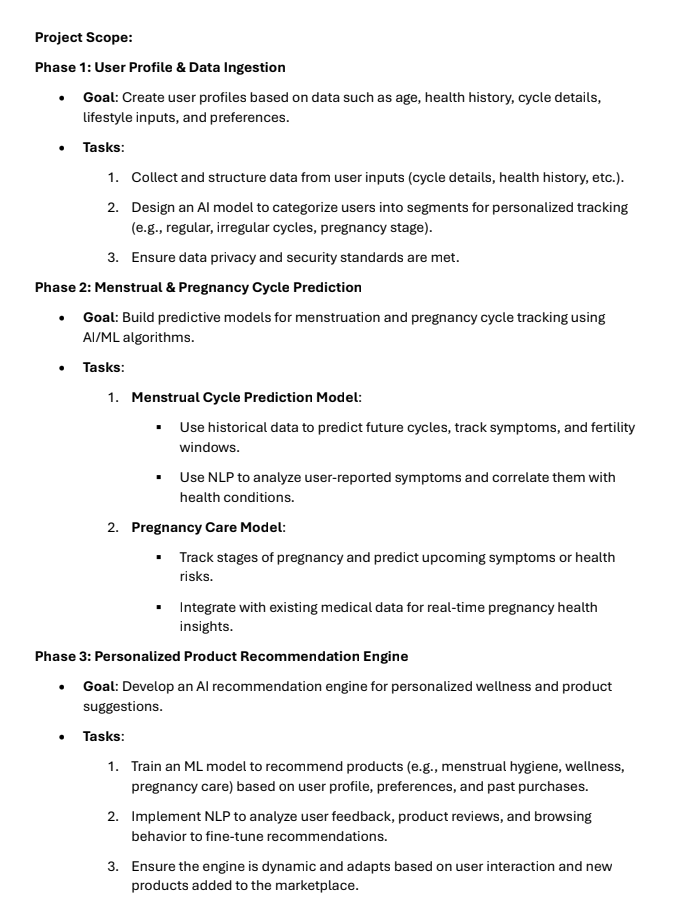 Project Scope:
Phase 1: User Profile & Data Ingestion
• Goal: Create user profiles based on data such as age, health history, cycle details,
lifestyle inputs, and preferences.
• Tasks:
1. Collect and structure data from user inputs (cycle details, health history, etc.).
2. Design an AI model to categorize users into segments for personalized tracking
(e.g., regular, irregular cycles, pregnancy stage).
3. Ensure data privacy and security standards are met.
Phase 2: Menstrual & Pregnancy Cycle Prediction
• Goal: Build predictive models for menstruation and pregnancy cycle tracking using
AI/ML algorithms.
• Tasks:
1. Menstrual Cycle Prediction Model:
▪ Use historical data to predict future cycles, track symptoms, and fertility
windows.
▪ Use NLP to analyze user-reported symptoms and correlate them with
health conditions.
2. Pregnancy Care Model:
▪ Track stages of pregnancy and predict upcoming symptoms or health
risks.
▪ Integrate with existing medical data for real-time pregnancy health
insights.
Phase 3: Personalized Product Recommendation Engine
• Goal: Develop an AI recommendation engine for personalized wellness and product
suggestions.
• Tasks:
1. Train an ML model to recommend products (e.g., menstrual hygiene, wellness,
pregnancy care) based on user profile, preferences, and past purchases.
2. Implement NLP to analyze user feedback, product reviews, and browsing
behavior to fine-tune recommendations.
3. Ensure the engine is dynamic and adapts based on user interaction and new
products added to the marketplace.